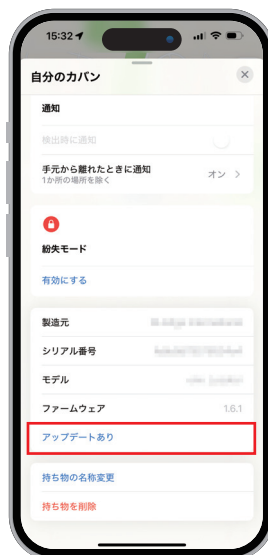 15:32
自分のカバン
通知
検出時に通知
手元から離れたときに通知
1か所の場所を除く
オン
紛失モード
有効にする
製造元
シリアル番号
モデル
ファームウェア 1.6.1
アップデートあり
持ち物の名称変更
持ち物を削除